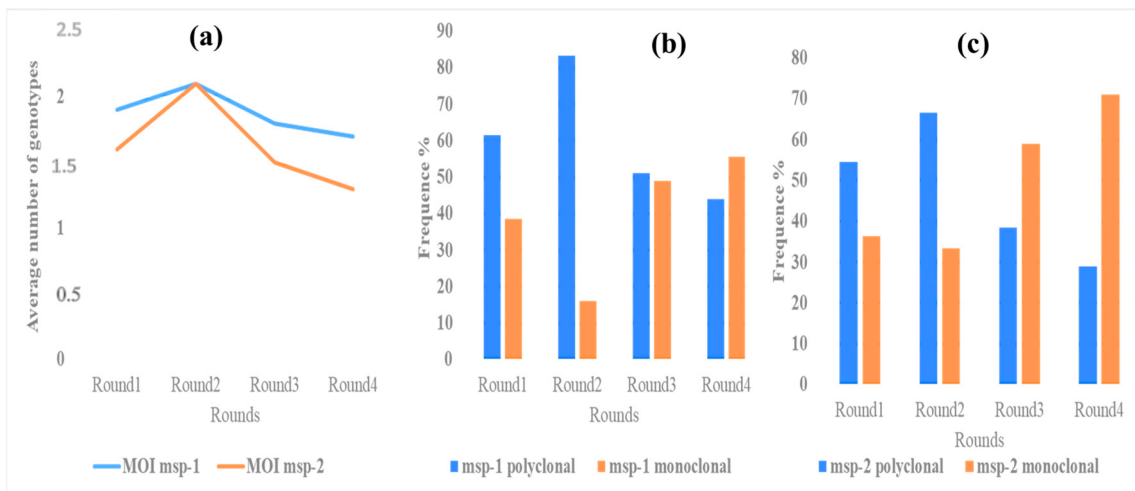 (a)
Average number of genotypes
2.5
2
1.5
1
0.5
0
Round1 Round2 Round3 Round4
Rounds
MOI msp-1 MOI msp-2
(b)
Frequence %
90
80
70
60
50
40
30
20
10
0
Round1 Round2 Round3 Round4
Rounds
msp-1 polyclonal msp-1 monoclonal
(c)
Frequence %
80
70
60
50
40
30
20
10
0
Round1 Round2 Round3 Round4
Rounds
msp-2 polyclonal msp-2 monoclonal